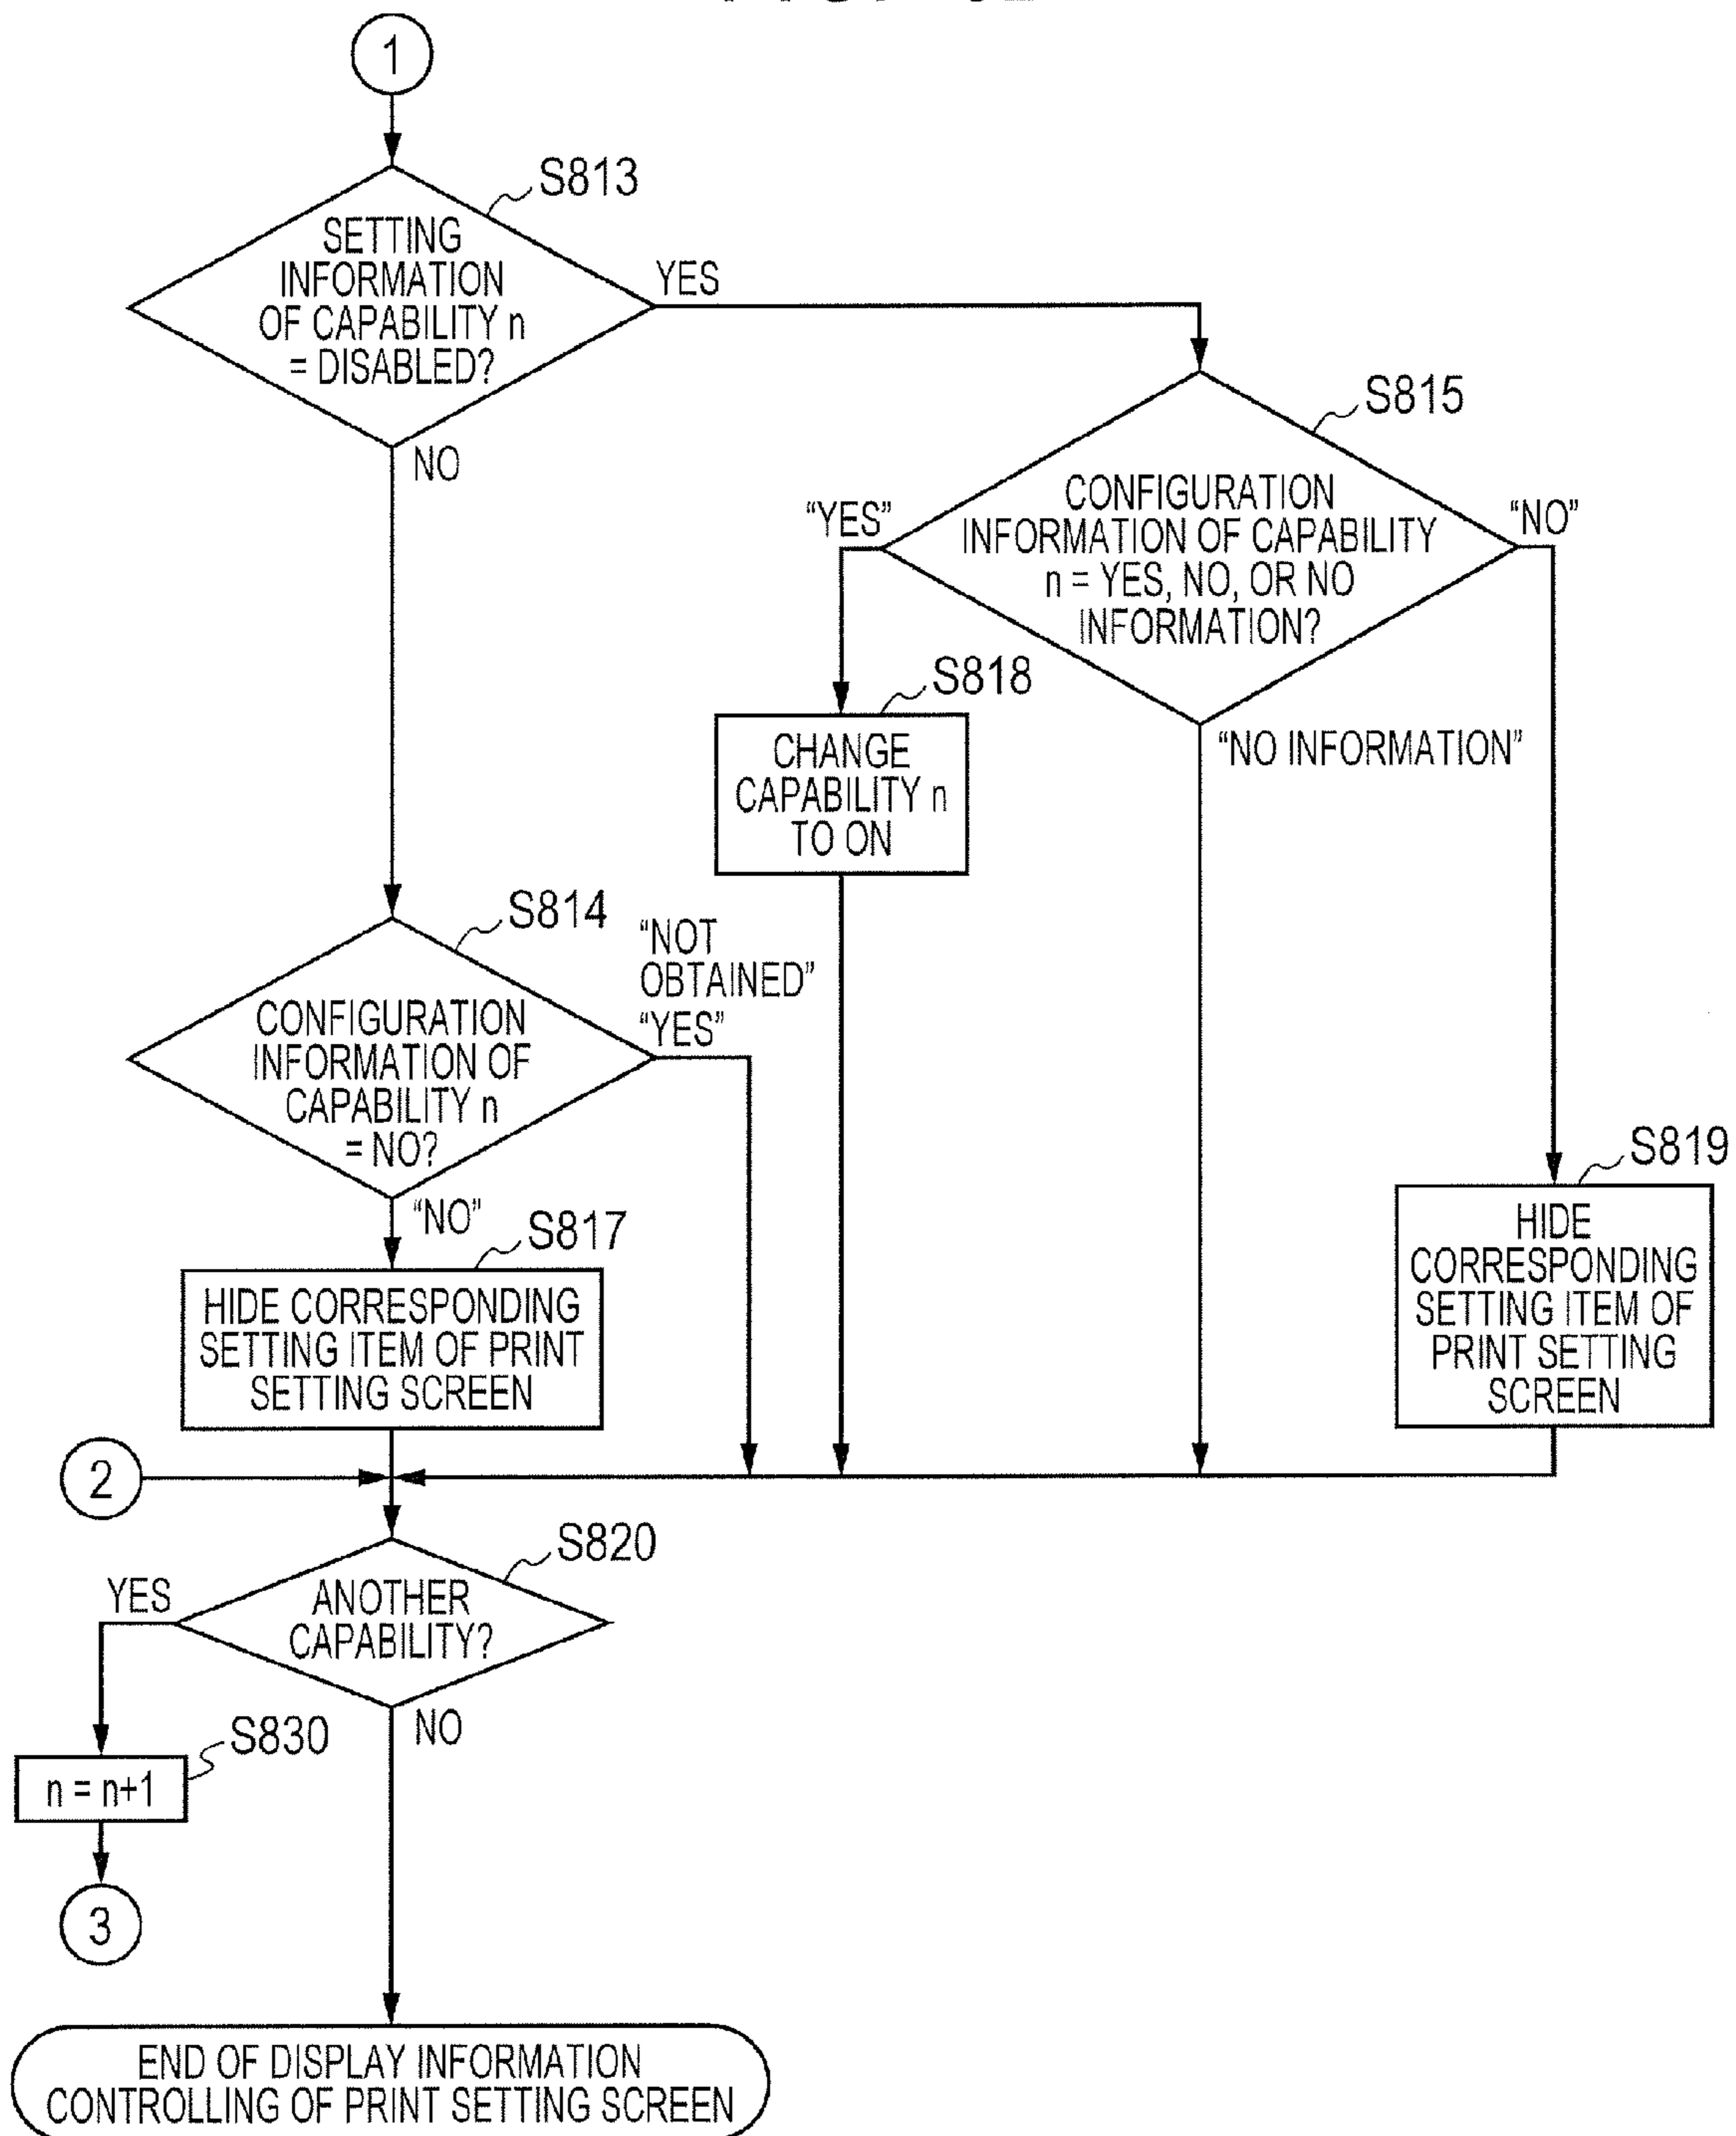 1
S813
SETTING
INFORMATION
OF CAPABILITY n
= DISABLED?
YES
NO
S815
CONFIGURATION
INFORMATION OF CAPABILITY
n = YES, NO, OR NO
INFORMATION?
“YES”
“NO”
“NO INFORMATION”
S818
CHANGE
CAPABILITY n
TO ON
S814
CONFIGURATION
INFORMATION OF
CAPABILITY n
= NO?
“NOT
OBTAINED”
“YES”
“NO”
S819
HIDE
CORRESPONDING
SETTING ITEM OF
PRINT SETTING
SCREEN
S817
HIDE CORRESPONDING
SETTING ITEM OF PRINT
SETTING SCREEN
2
S820
ANOTHER
CAPABILITY?
YES
NO
S830
n = n+1
3
END OF DISPLAY INFORMATION
CONTROLLING OF PRINT SETTING SCREEN